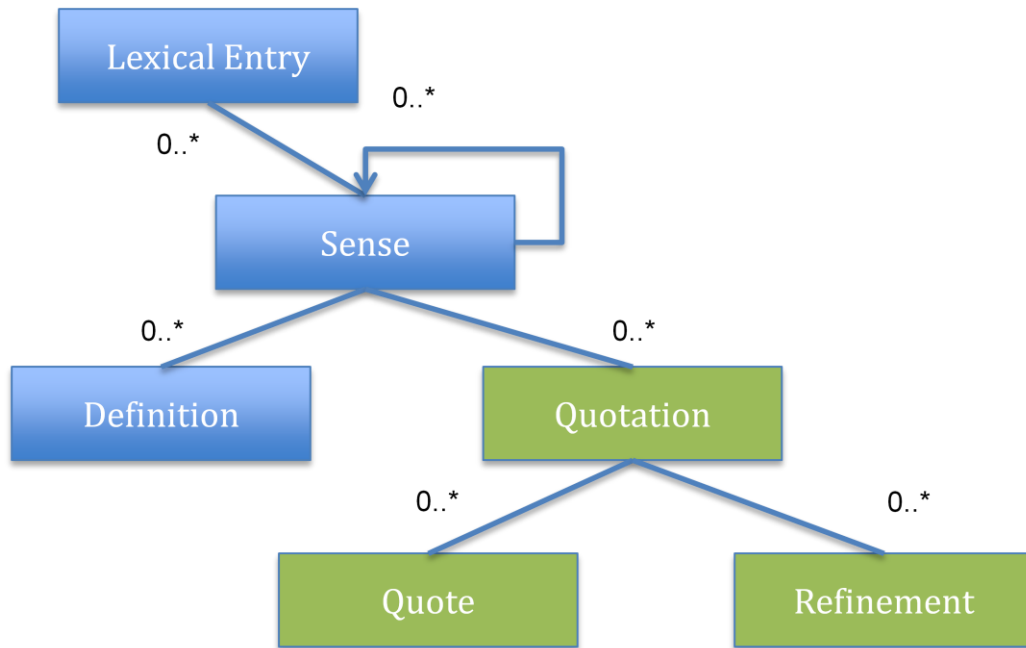 Lexical Entry
0..*
0..*
Sense
0..*
0..*
Definition
Quotation
0..*
0..*
Quote
Refinement